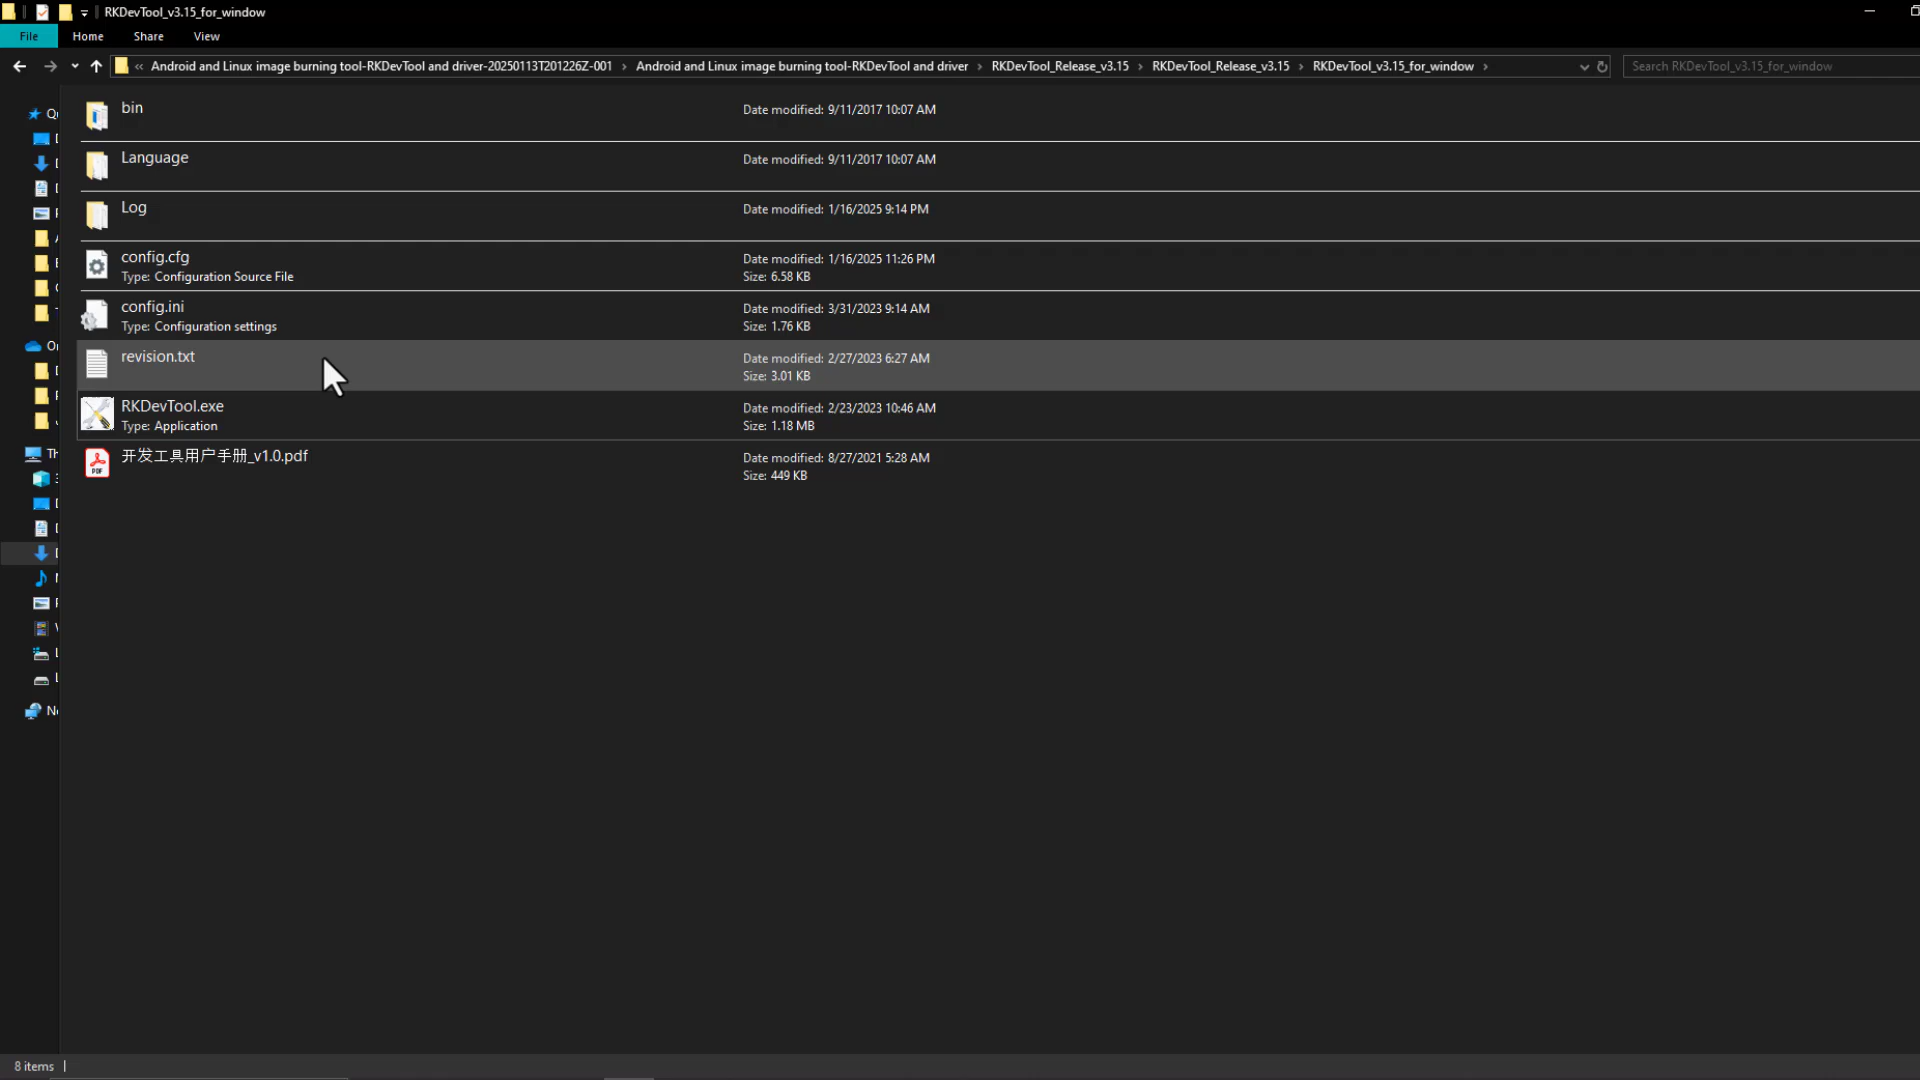 RKDevTool_v3.15_for_window
File Home Share View
« Android and Linux image burning tool-RKDevTool and driver-20250113T201226Z-001 › Android and Linux image burning tool-RKDevTool and driver › RKDevTool_Release_v3.15 › RKDevTool_Release_v3.15 › RKDevTool_v3.15_for_window › Search RKDevTool_v3.15_for_window
bin Date modified: 9/11/2017 10:07 AM
Language Date modified: 9/11/2017 10:07 AM
Log Date modified: 1/16/2025 9:14 PM
config.cfg Date modified: 1/16/2025 11:26 PM
Type: Configuration Source File Size: 6.58 KB
config.ini Date modified: 3/31/2023 9:14 AM
Type: Configuration settings Size: 1.76 KB
revision.txt Date modified: 2/27/2023 6:27 AM
Size: 3.01 KB
RKDevTool.exe Date modified: 2/23/2023 10:46 AM
Type: Application Size: 1.18 MB
开发工具用户手册_v1.0.pdf Date modified: 8/27/2021 5:28 AM
Size: 449 KB
8 items